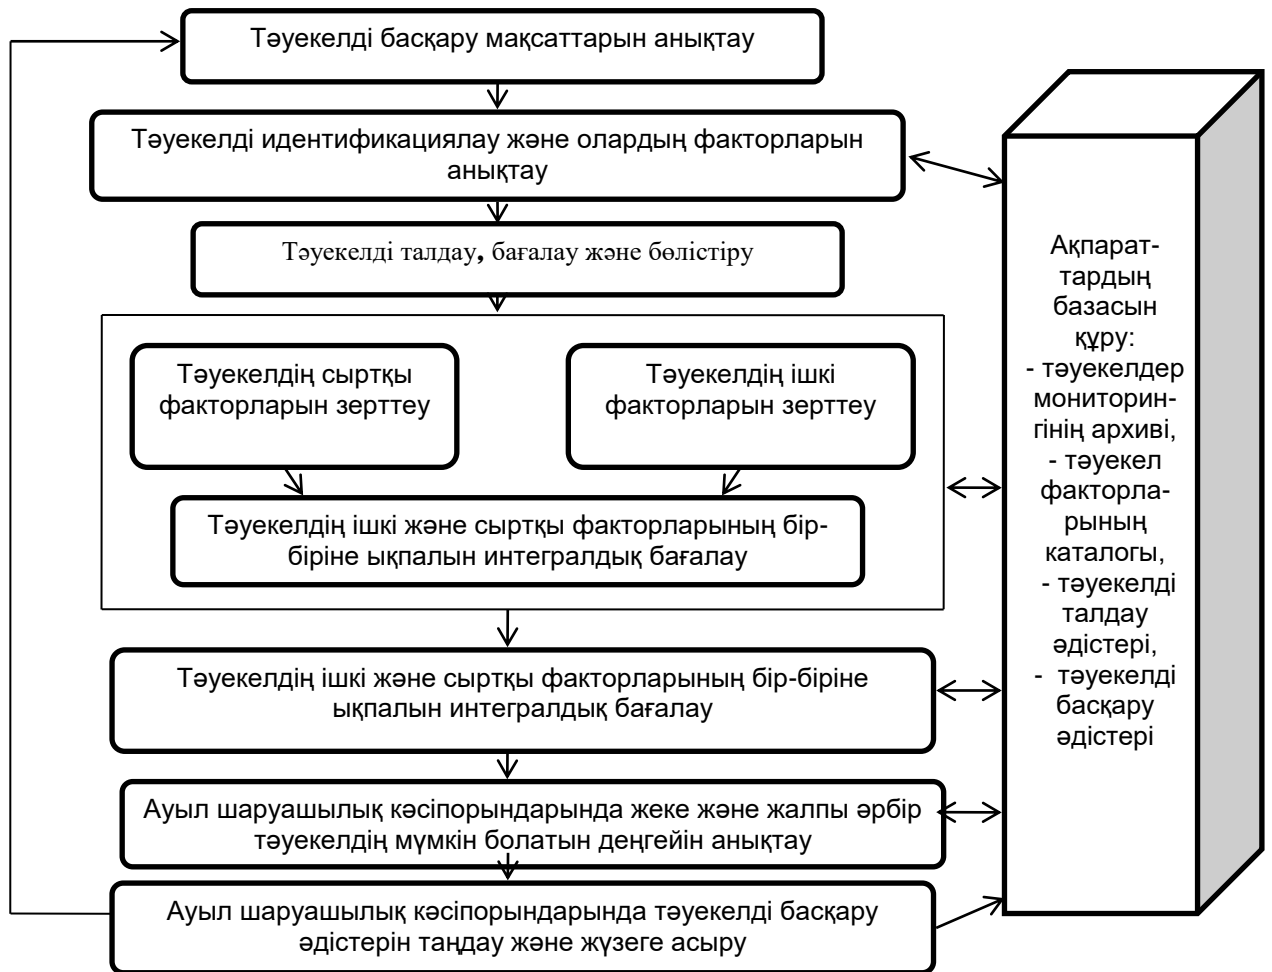 Тәуекелді басқару мақсаттарын анықтау
Тәуекелді идентификациялау және олардың факторларын
анықтау
Тәуекелді талдау, бағалау және бөлістіру
Тәуекелдің сыртқы
факторларын зерттеу
Тәуекелдің ішкі
факторларын зерттеу
Тәуекелдің ішкі және сыртқы факторларының бір-
біріне ықпалын интегралдық бағалау
Тәуекелдің ішкі және сыртқы факторларының бір-біріне
ықпалын интегралдық бағалау
Ауыл шаруашылық кәсіпорындарында жеке және жалпы әрбір
тәуекелдің мүмкін болатын деңгейін анықтау
Ауыл шаруашылық кәсіпорындарында тәуекелді басқару
әдістерін таңдау және жүзеге асыру
Ақпарат-
тардың
базасын
құру:
- тәуекелдер
мониторин-
гінің архиві,
- тәуекел
факторла-
рының
каталогы,
- тәуекелді
талдау
әдістері,
- тәуекелді
басқару
әдістері